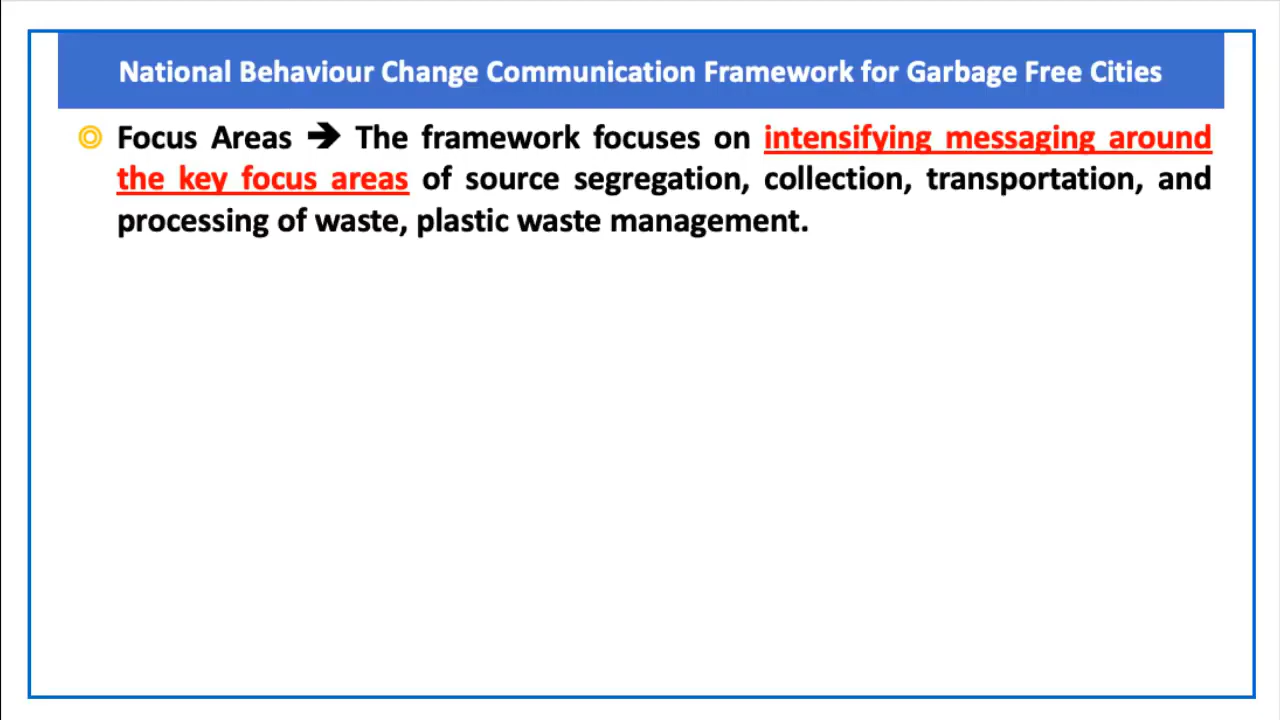 National Behaviour Change Communication Framework for Garbage Free Cities
Focus Areas ➔ The framework focuses on intensifying messaging around
the key focus areas of source segregation, collection, transportation, and
processing of waste, plastic waste management.